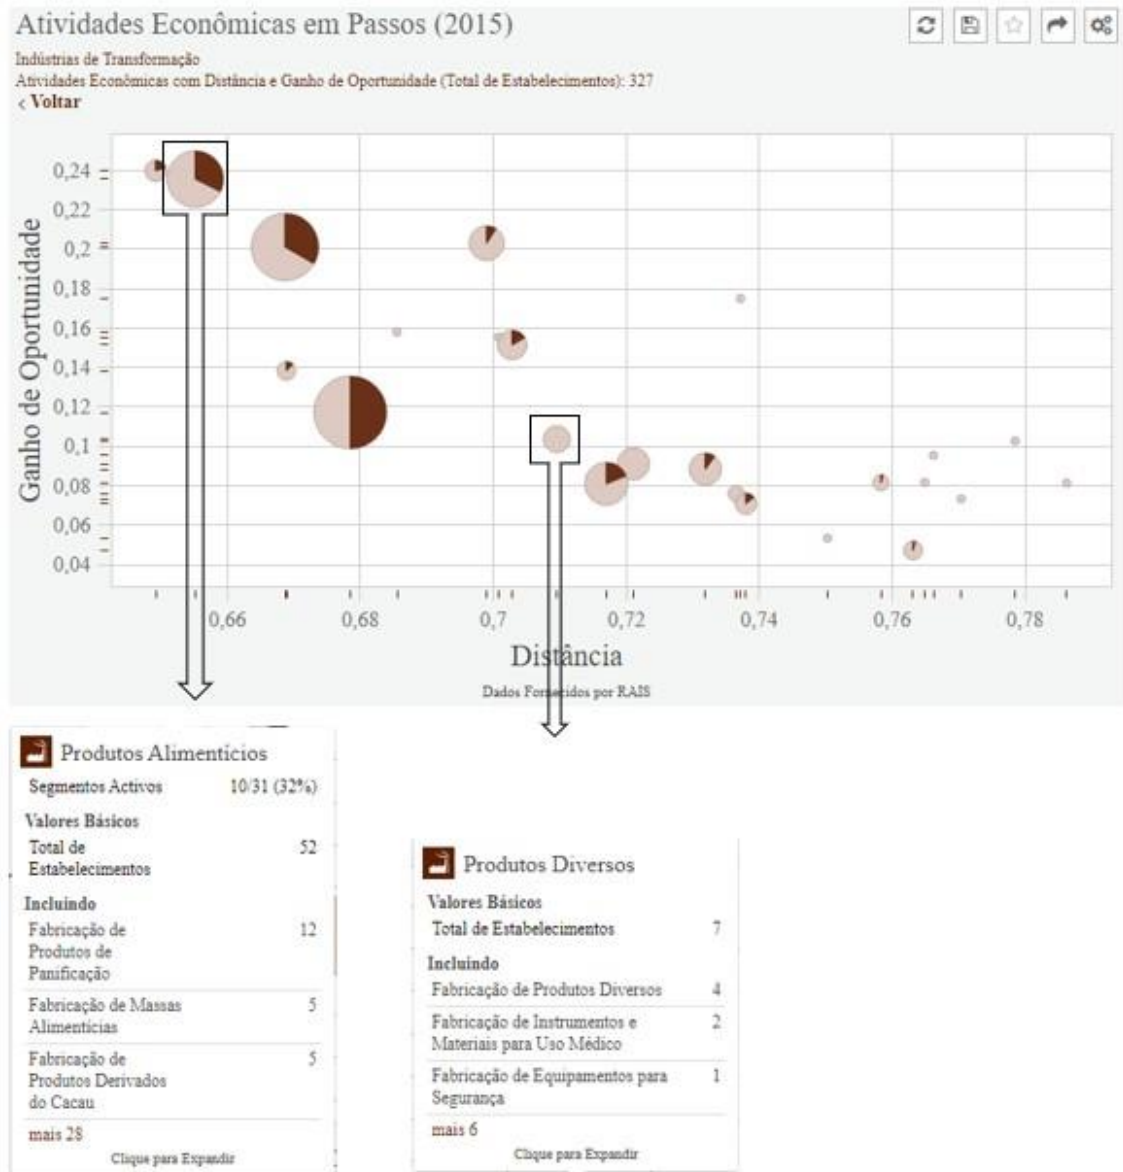 Atividades Econômicas em Passos (2015)
Indústrias de Transformação
Atividades Econômicas com Distância e Ganho de Oportunidade (Total de Estabelecimentos): 327
‹ Voltar
Ganho de Oportunidade
0,24
0,22
0,2
0,18
0,16
0,14
0,12
0,1
0,08
0,06
0,04
0,66
0,68
0,7
0,72
0,74
0,76
0,78
Distância
Dados Fornecidos por RAIS
Produtos Alimentícios
Segmentos Activos 10/31 (32%)
Valores Básicos
Total de 52
Estabelecimentos
Incluindo
Fabricação de 12
Produtos de
Panificação
Fabricação de Massas 5
Alimentícias
Fabricação de 5
Produtos Derivados
do Cacau
mais 28
Clique para Expandir
Produtos Diversos
Valores Básicos
Total de Estabelecimentos 7
Incluindo
Fabricação de Produtos Diversos 4
Fabricação de Instrumentos e 2
Materiais para Uso Médico
Fabricação de Equipamentos para 1
Segurança
mais 6
Clique para Expandir